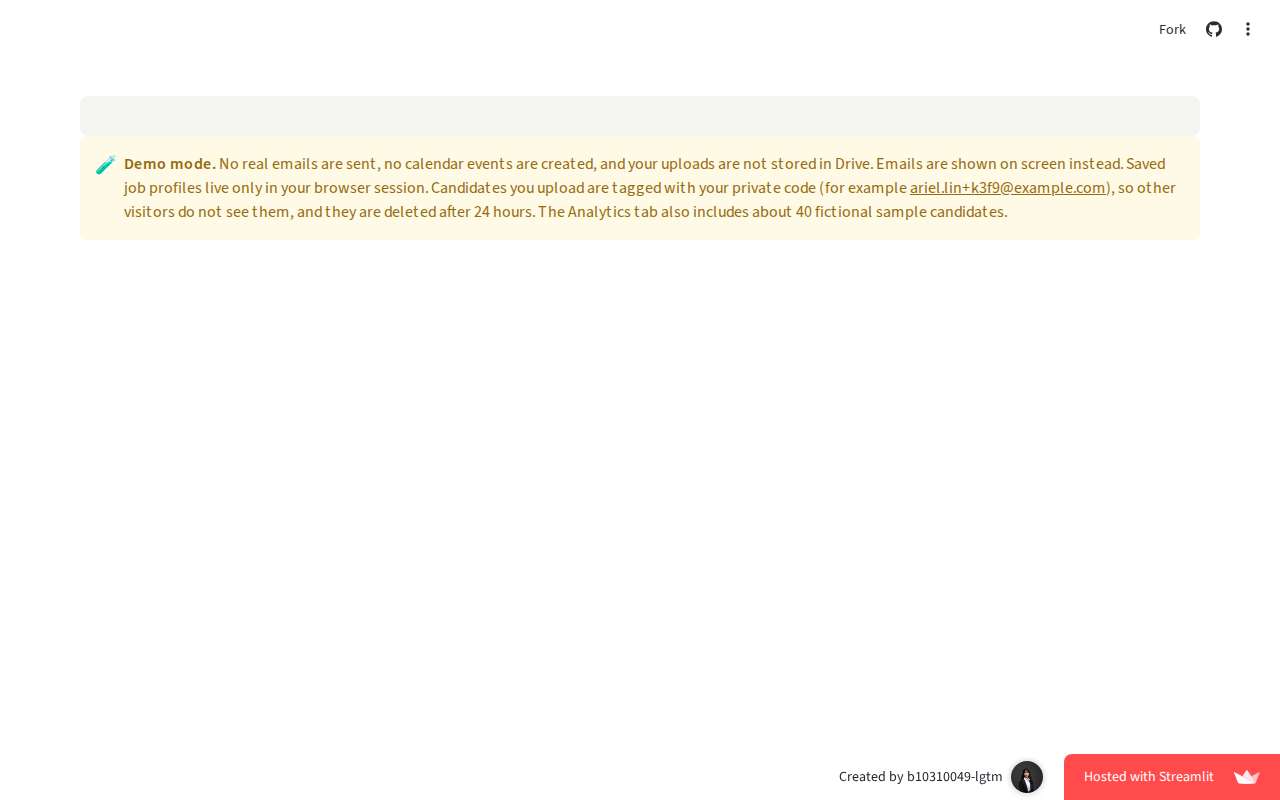 Fork
Demo mode. No real emails are sent, no calendar events are created, and your uploads are not stored in Drive. Emails are shown on screen instead. Saved
job profiles live only in your browser session. Candidates you upload are tagged with your private code (for example ariel.lin+k3f9@example.com), so other
visitors do not see them, and they are deleted after 24 hours. The Analytics tab also includes about 40 fictional sample candidates.
Created by b10310049-lgtm
Hosted with Streamlit